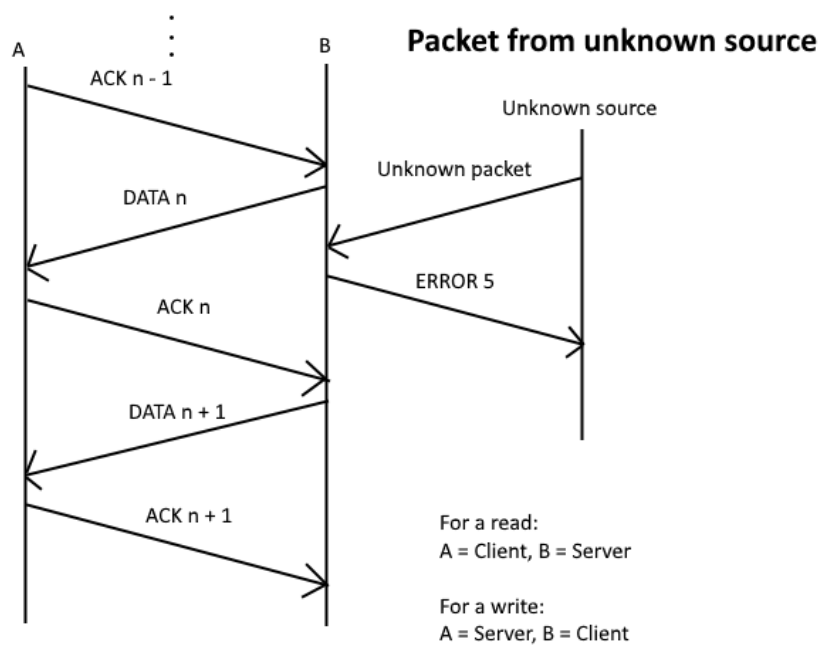 Packet from unknown source
A
B
ACK n - 1
Unknown source
Unknown packet
DATA n
ERROR 5
ACK n
DATA n + 1
ACK n + 1
For a read:
A = Client, B = Server
For a write:
A = Server, B = Client